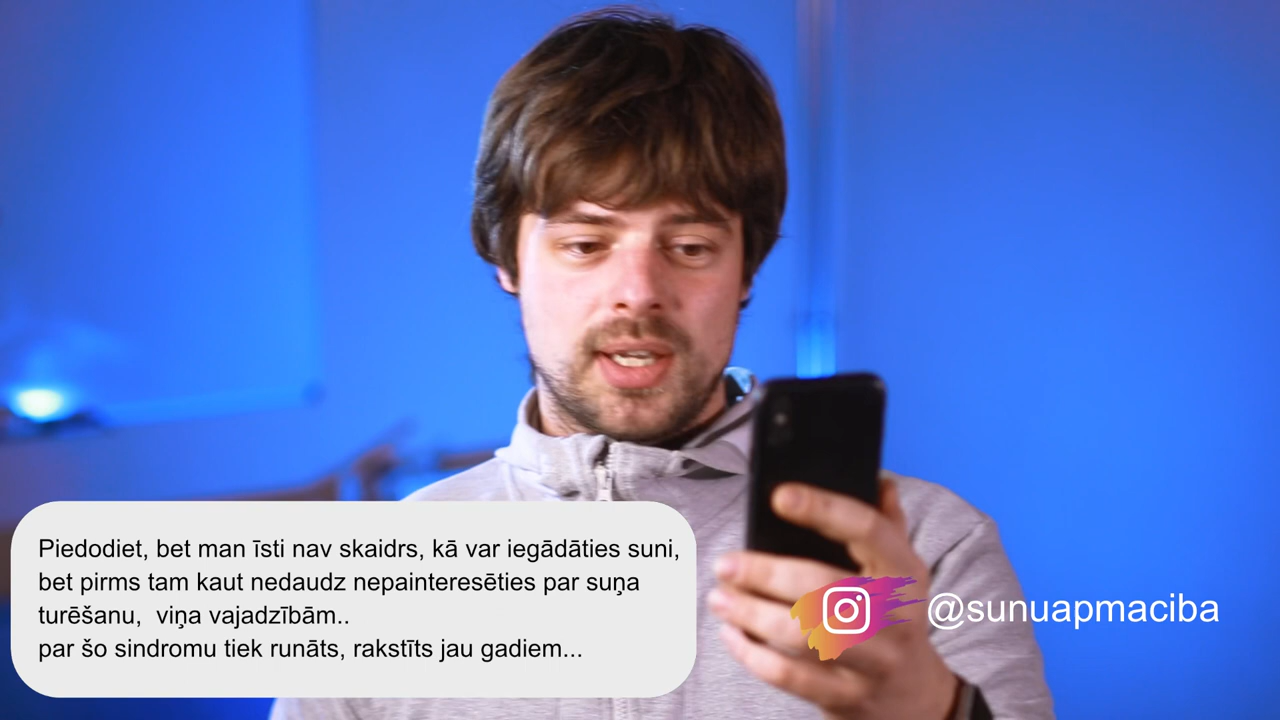 Piedodiet, bet man īsti nav skaidrs, kā var iegādāties suni,
bet pirms tam kaut nedaudz nepainteresēties par suņa
turēšanu,  viņa vajadzībām..
par šo sindromu tiek runāts, rakstīts jau gadiem...
@sunuapmaciba